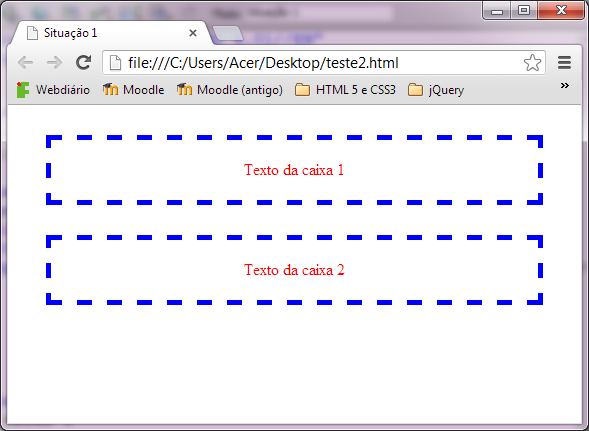 Situação 1
file:///C:/Users/Acer/Desktop/teste2.html
Webdiário Moodle Moodle (antigo) HTML 5 e CSS3 jQuery »
Texto da caixa 1
Texto da caixa 2